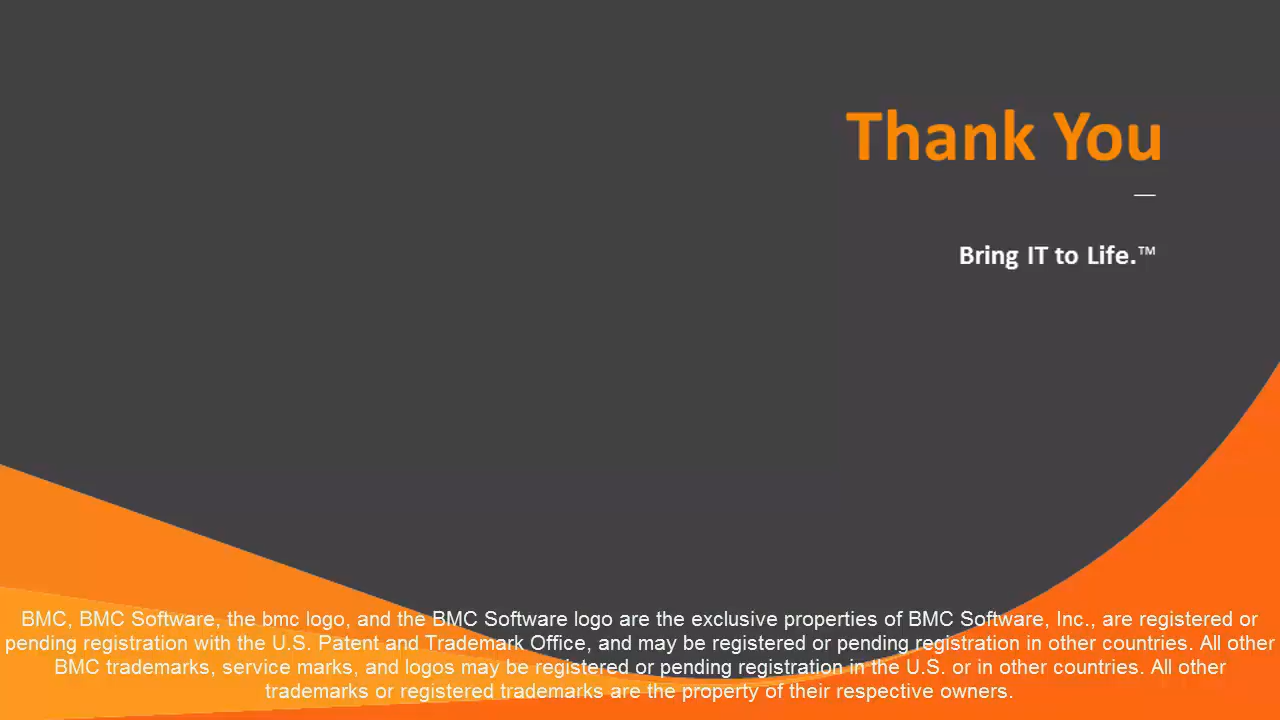 Thank You
Bring IT to Life.™
BMC, BMC Software, the bmc logo, and the BMC Software logo are the exclusive properties of BMC Software, Inc., are registered or
pending registration with the U.S. Patent and Trademark Office, and may be registered or pending registration in other countries. All other
BMC trademarks, service marks, and logos may be registered or pending registration in the U.S. or in other countries. All other
trademarks or registered trademarks are the property of their respective owners.